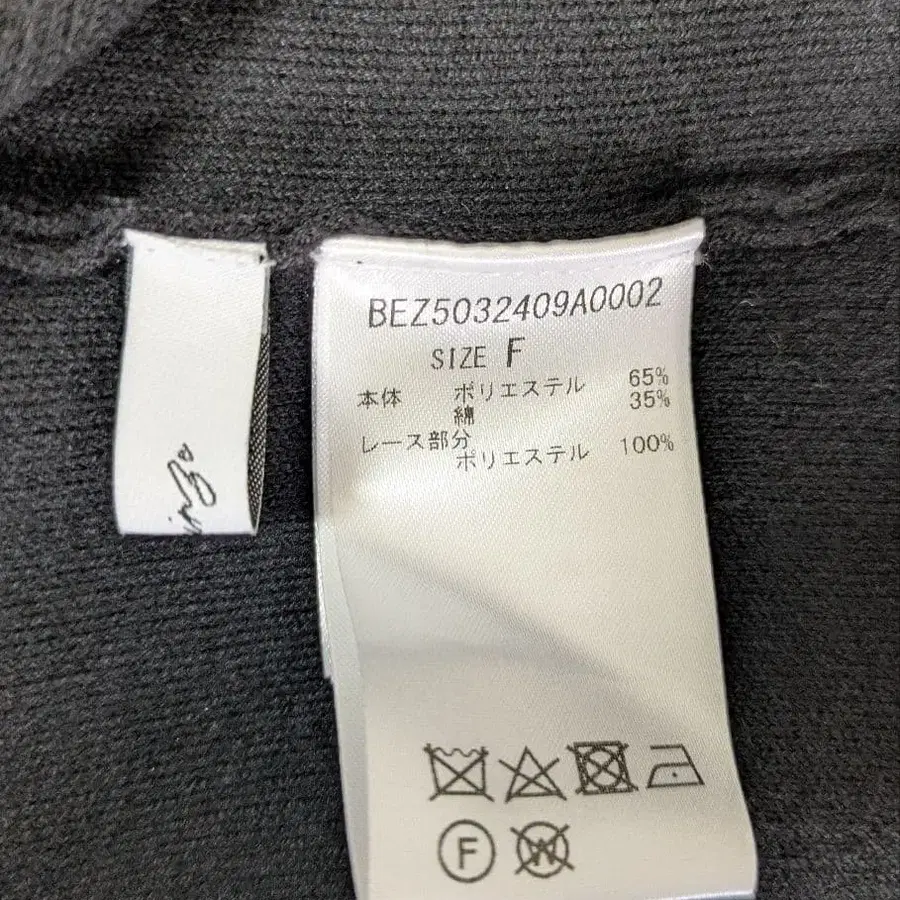 BEZ5032409A0002
SIZE F
本体 ポリエステル 65%
綿 35%
レース部分
ポリエステル 100%
F
W